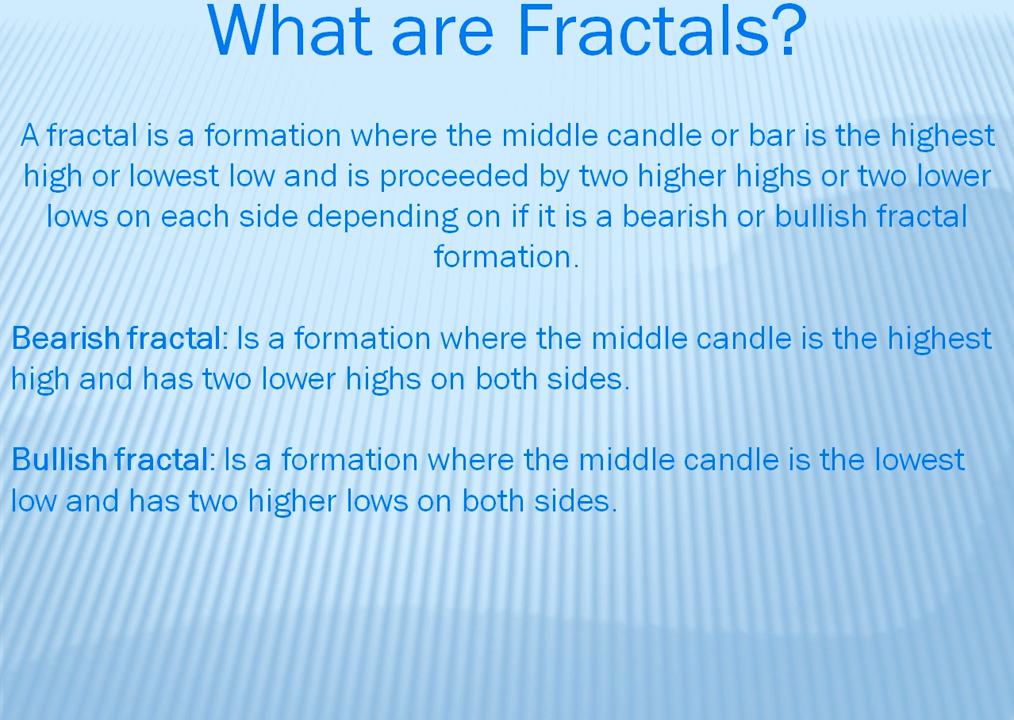 What are Fractals?
A fractal is a formation where the middle candle or bar is the highest
high or lowest low and is proceeded by two higher highs or two lower
lows on each side depending on if it is a bearish or bullish fractal
formation.
Bearish fractal: Is a formation where the middle candle is the highest
high and has two lower highs on both sides.
Bullish fractal: Is a formation where the middle candle is the lowest
low and has two higher lows on both sides.